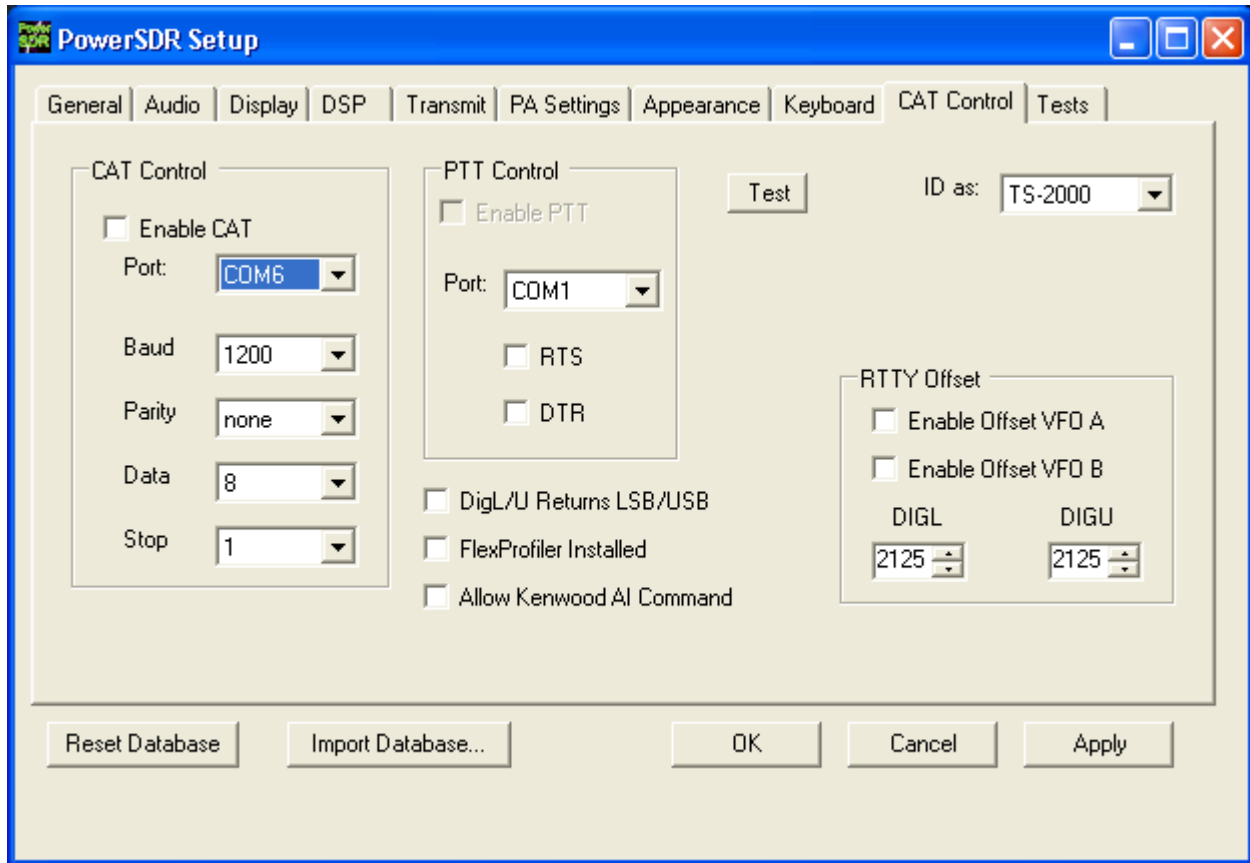 PowerSDR Setup
General Audio Display DSP Transmit PA Settings Appearance Keyboard CAT Control Tests
CAT Control
Enable CAT
Port: COM6
Baud 1200
Parity none
Data 8
Stop 1
PTT Control
Enable PTT
Port: COM1
RTS
DTR
DigL/U Returns LSB/USB
FlexProfiler Installed
Allow Kenwood AI Command
Test
ID as: TS-2000
RTTY Offset
Enable Offset VFO A
Enable Offset VFO B
DIGL DIGU
2125 2125
Reset Database Import Database... OK Cancel Apply